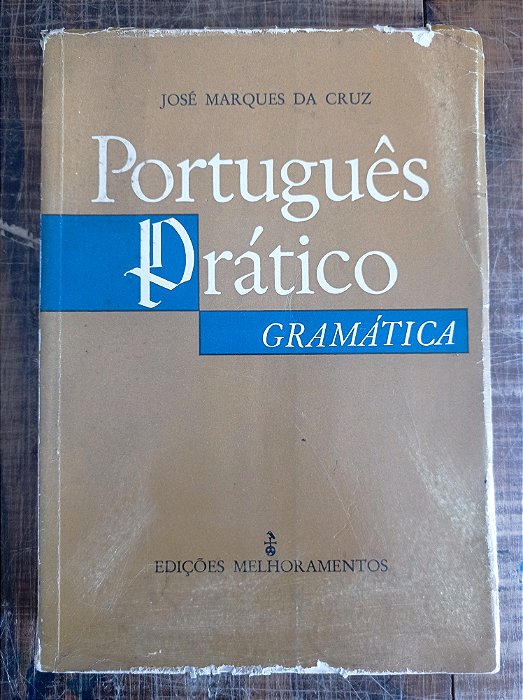 JOSÉ MARQUES DA CRUZ
Português
Prático
GRAMÁTICA
EDIÇÕES MELHORAMENTOS